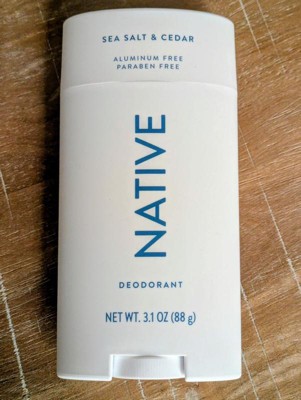 SEA SALT & CEDAR
ALUMINUM FREE
PARABEN FREE
NATIVE
DEODORANT
NET WT. 3.1 OZ (88 g)